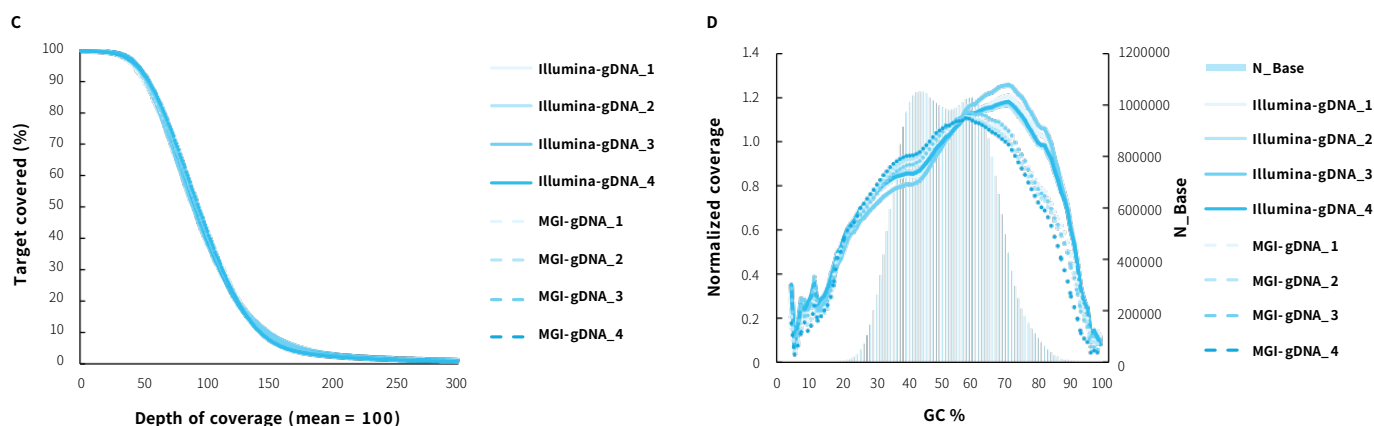 C
100
90
80
70
60
50
40
30
20
10
0
Target covered (%)
0 50 100 150 200 250 300
Depth of coverage (mean = 100)
Illumina-gDNA_1
Illumina-gDNA_2
Illumina-gDNA_3
Illumina-gDNA_4
MGI-gDNA_1
MGI-gDNA_2
MGI-gDNA_3
MGI-gDNA_4
D
1.4
1.2
1.0
0.8
0.6
0.4
0.2
0
Normalized coverage
0 10 20 30 40 50 60 70 80 90 100
GC %
1200000
1000000
800000
600000
400000
200000
0
N_Base
N_Base
Illumina-gDNA_1
Illumina-gDNA_2
Illumina-gDNA_3
Illumina-gDNA_4
MGI-gDNA_1
MGI-gDNA_2
MGI-gDNA_3
MGI-gDNA_4